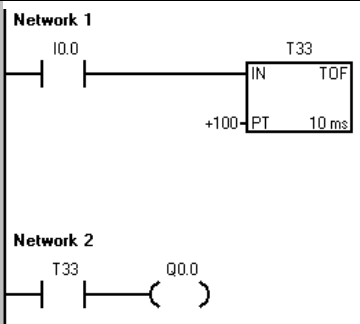 Network 1
I0.0
T33
IN TOF
+100 PT 10 ms
Network 2
T33 Q0.0